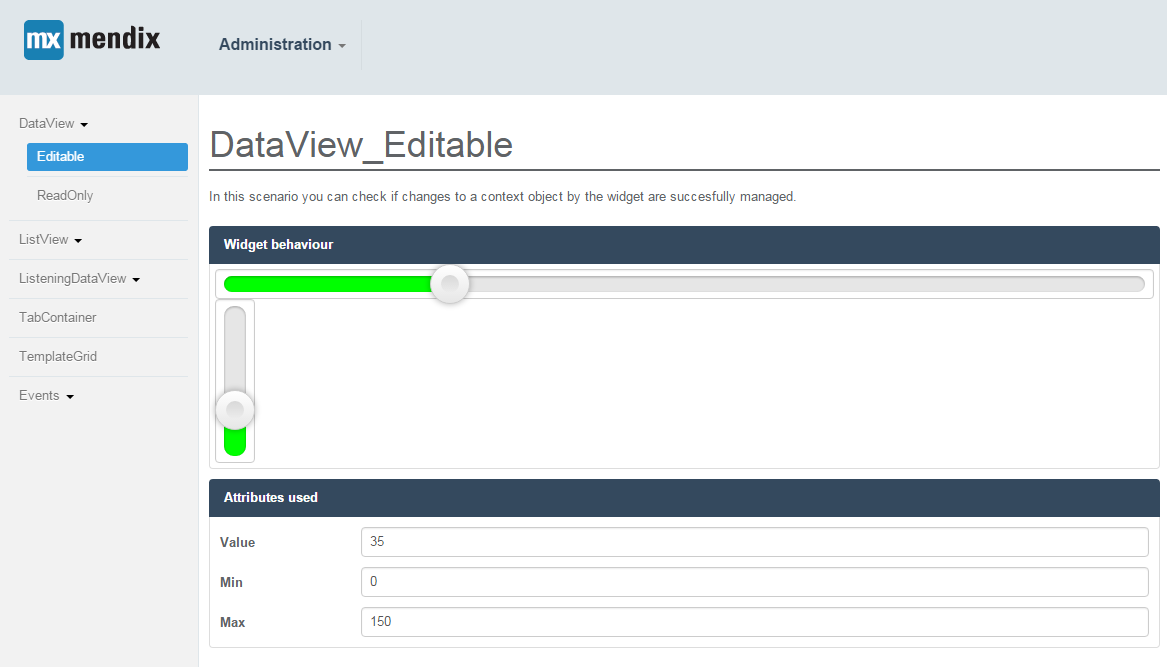 mx mendix
Administration
DataView
Editable
ReadOnly
ListView
ListeningDataView
TabContainer
TemplateGrid
Events
DataView_Editable
In this scenario you can check if changes to a context object by the widget are succesfully managed.
Widget behaviour
Attributes used
Value 35
Min 0
Max 150